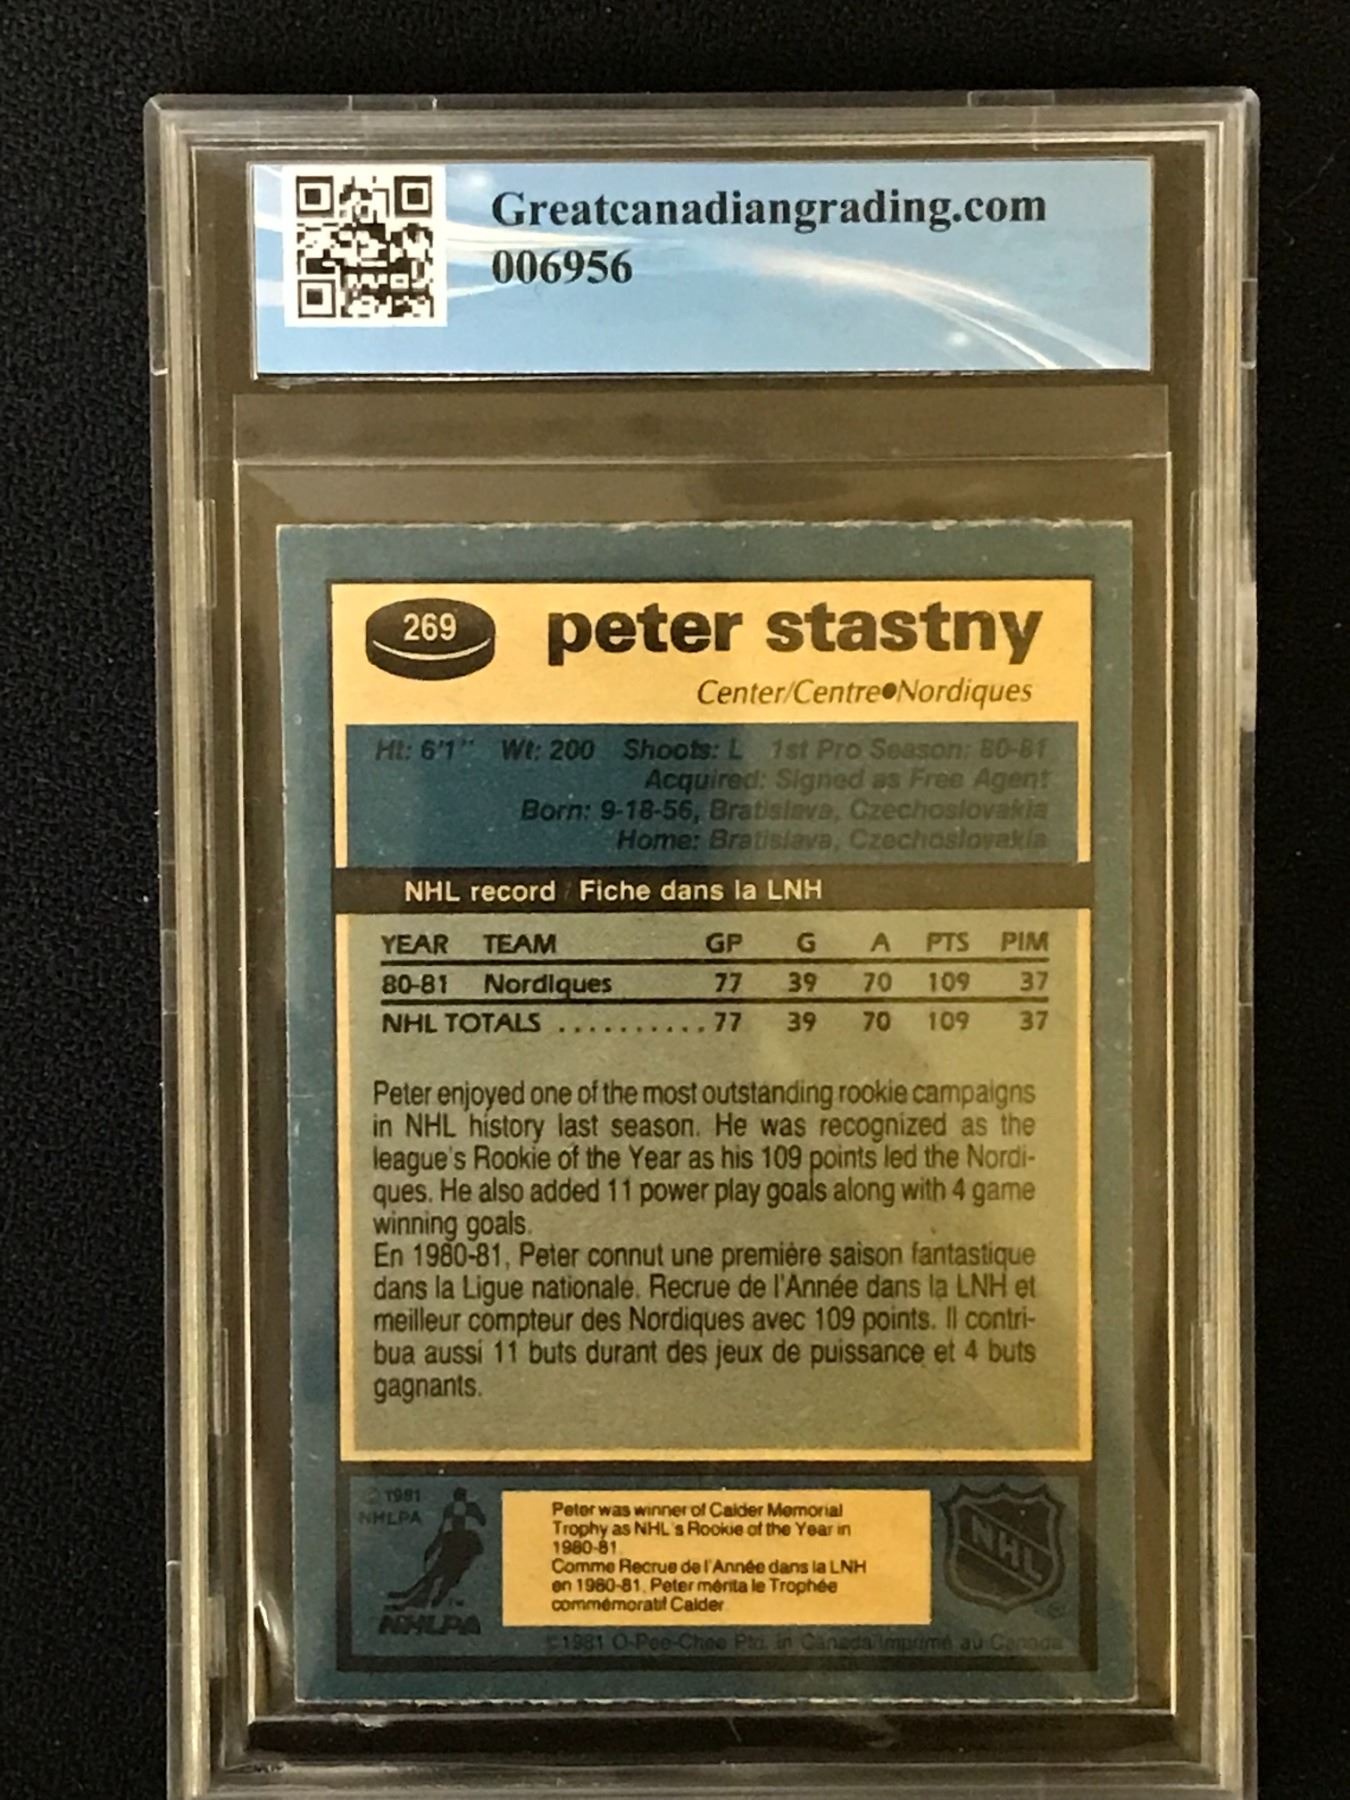 Greatcanadiangrading.com
006956
269
peter stastny
Center/Centre●Nordiques
Ht: 6'1" Wt: 200 Shoots: L 1st Pro Season: 80-81
Acquired: Signed as Free Agent
Born: 9-18-56, Bratislava, Czechoslovakia
Home: Bratislava, Czechoslovakia
NHL record / Fiche dans la LNH
YEAR TEAM GP G A PTS PIM
80-81 Nordiques 77 39 70 109 37
NHL TOTALS .......... 77 39 70 109 37
Peter enjoyed one of the most outstanding rookie campaigns
in NHL history last season. He was recognized as the
league's Rookie of the Year as his 109 points led the Nordi-
ques. He also added 11 power play goals along with 4 game
winning goals.
En 1980-81, Peter connut une première saison fantastique
dans la Ligue nationale. Recrue de l'Année dans la LNH et
meilleur compteur des Nordiques avec 109 points. Il contri-
bua aussi 11 buts durant des jeux de puissance et 4 buts
gagnants.
© 1981
NHLPA
NHLPA
Peter was winner of Calder Memorial
Trophy as NHL's Rookie of the Year in
1980-81.
Comme Recrue de l'Année dans la LNH
en 1980-81, Peter mérita le Trophée
commémoratif Calder
NHL
©1981 O-Pee-Chee Ptd. in Canada/Imprimé au Canada